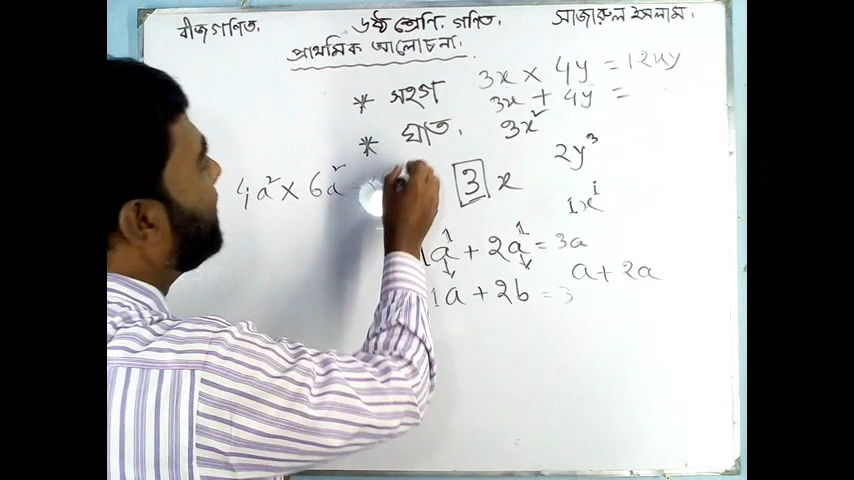 বীজগণিত. ৬ষ্ঠ শ্রেণি. গণিত. সাজারুল ইসলাম.
প্রাথমিক আলোচনা.
* সহগ 3x × 4y = 12xy
3x + 4y =
* ঘাত. 3x²
2y³
4a² × 6a² =
3 x
1x¹
1a¹ + 2a¹ = 3a
a + 2a
1a + 2b = 3